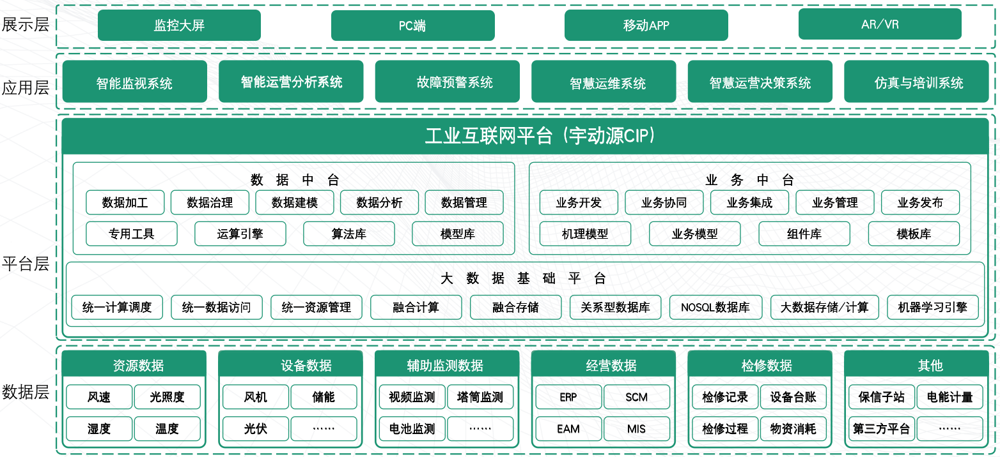 展示层
监控大屏
PC端
移动APP
AR/VR
应用层
智能监视系统
智能运营分析系统
故障预警系统
智慧运维系统
智慧运营决策系统
仿真与培训系统
平台层
工业互联网平台（宇动源CIP）
数据中台
数据加工
数据治理
数据建模
数据分析
数据管理
专用工具
运算引擎
算法库
模型库
业务中台
业务开发
业务协同
业务集成
业务管理
业务发布
机理模型
业务模型
组件库
模板库
大数据基础平台
统一计算调度
统一数据访问
统一资源管理
融合计算
融合存储
关系型数据库
NOSQL数据库
大数据存储/计算
机器学习引擎
数据层
资源数据
风速
光照度
湿度
温度
设备数据
风机
储能
光伏
……
辅助监测数据
视频监测
塔筒监测
电池监测
……
经营数据
ERP
SCM
EAM
MIS
检修数据
检修记录
设备台账
检修过程
物资消耗
其他
保信子站
电能计量
第三方平台
……